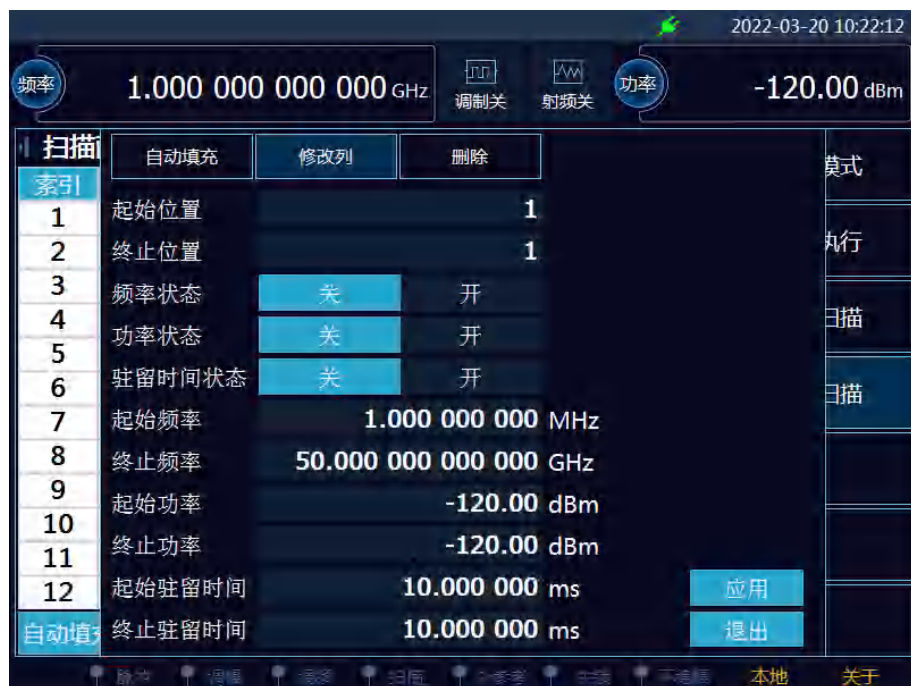 2022-03-20 10:22:12
频率 1.000 000 000 000 GHz 调制关 射频关 功率 -120.00 dBm
扫描
自动填充 修改列 删除
模式
索引
1 起始位置 1
2 终止位置 1
执行
3 频率状态 关 开
4 功率状态 关 开
扫描
5
6 驻留时间状态 关 开
扫描
7 起始频率 1.000 000 000 MHz
8 终止频率 50.000 000 000 000 GHz
9 起始功率 -120.00 dBm
10
11 终止功率 -120.00 dBm
12 起始驻留时间 10.000 000 ms 应用
自动填 终止驻留时间 10.000 000 ms 退出
本地 关于